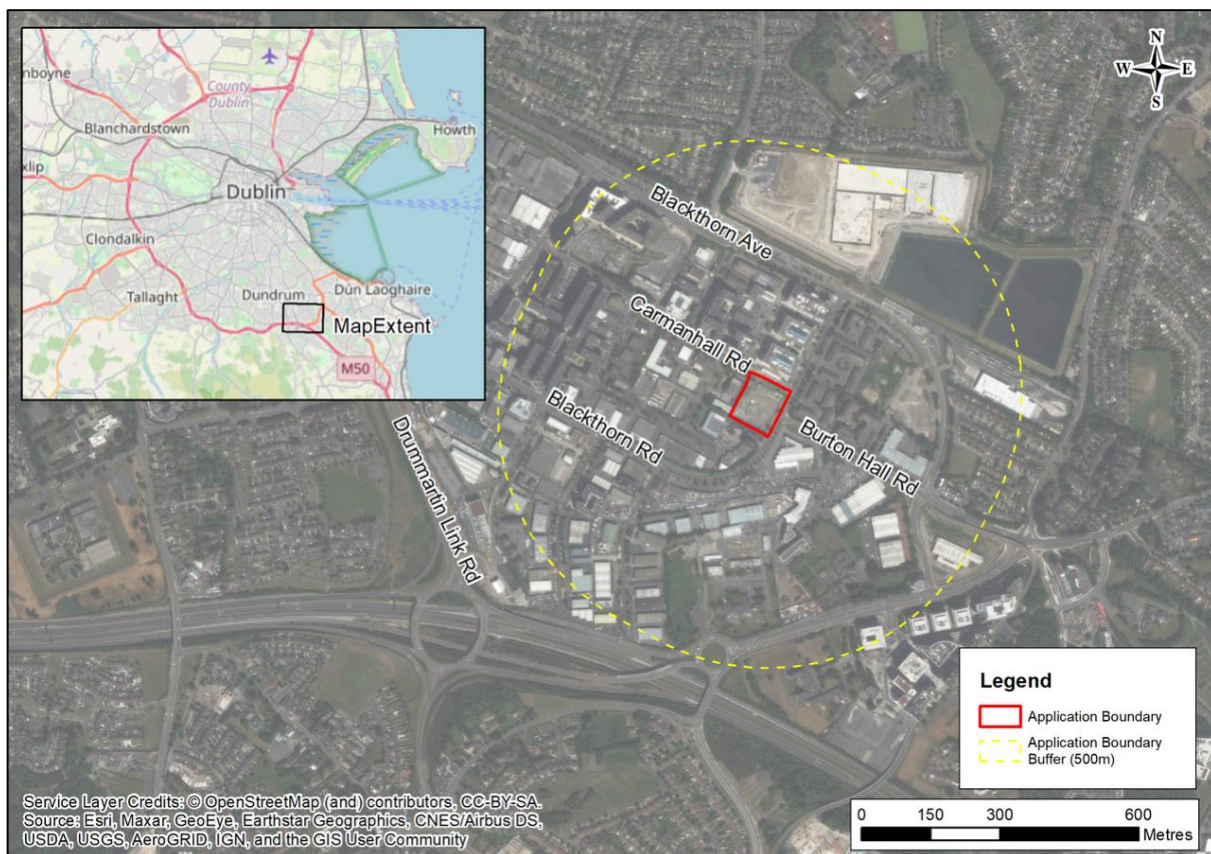 nboyne
County
Dublin
Blanchardstown
Howth
xlip
Dublin
Clondalkin
Tallaght
Dundrum
Dún Laoghaire
MapExtent
M50
N
W
E
S
Blackthorn Ave
Carmanhall Rd
Blackthorn Rd
Burton Hall Rd
Drummartin Link Rd
Legend
Application Boundary
Application Boundary
Buffer (500m)
Service Layer Credits: © OpenStreetMap (and) contributors, CC-BY-SA.
Source: Esri, Maxar, GeoEye, Earthstar Geographics, CNES/Airbus DS,
USDA, USGS, AeroGRID, IGN, and the GIS User Community
0 150 300 600
Metres